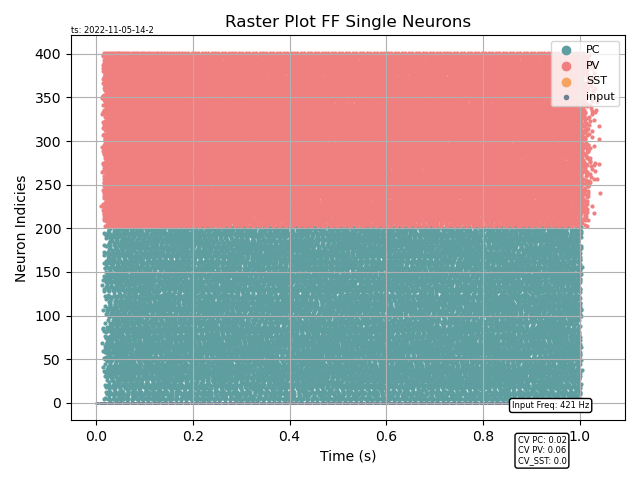 ts: 2022-11-05-14-2
Raster Plot FF Single Neurons
PC
PV
SST
input
Neuron Indicies
400
350
300
250
200
150
100
50
0
Input Freq: 421 Hz
0.0 0.2 0.4 0.6 0.8 1.0
Time (s)
CV PC: 0.02
CV PV: 0.06
CV_SST: 0.0